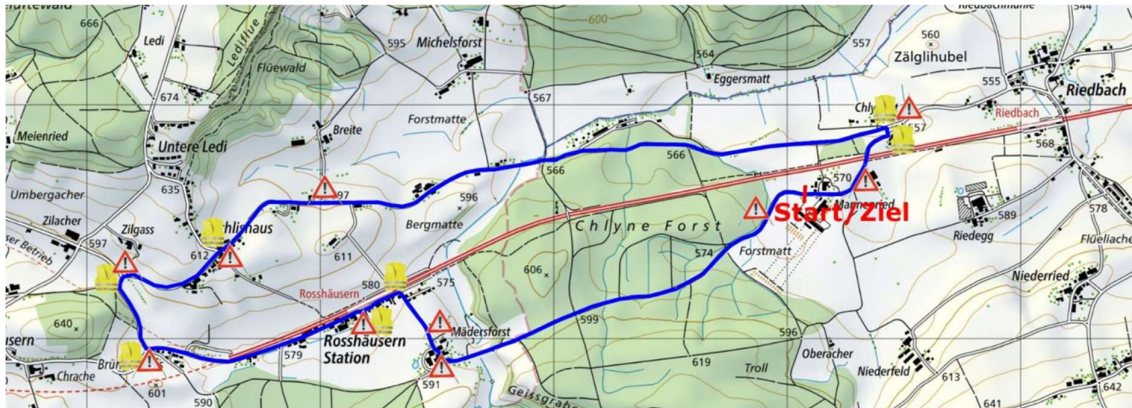 666
Ledi
Lediflue
Flüewald
595
Michelsforst
600
564
557
560
Zälglihubel
555
544
Riedbach
Eggersmatt
567
674
Meienried
Breite
Forstmatte
Riedbach
568
Untere Ledi
566
566
570
635
596
Umbergacher
Zilacher
Zilgass
597
Bergmatte
Chlyne Forst
Start/Ziel
589
578
Riedegg
Flüeliacher
612
611
606
574
Forstmatt
Niederried
Rosshäusern
580
575
640
Mädersforst
599
596
579
Rosshäusern
Station
Oberacher
Chrache
601
590
591
619
Troll
Niederfeld
613
642
641